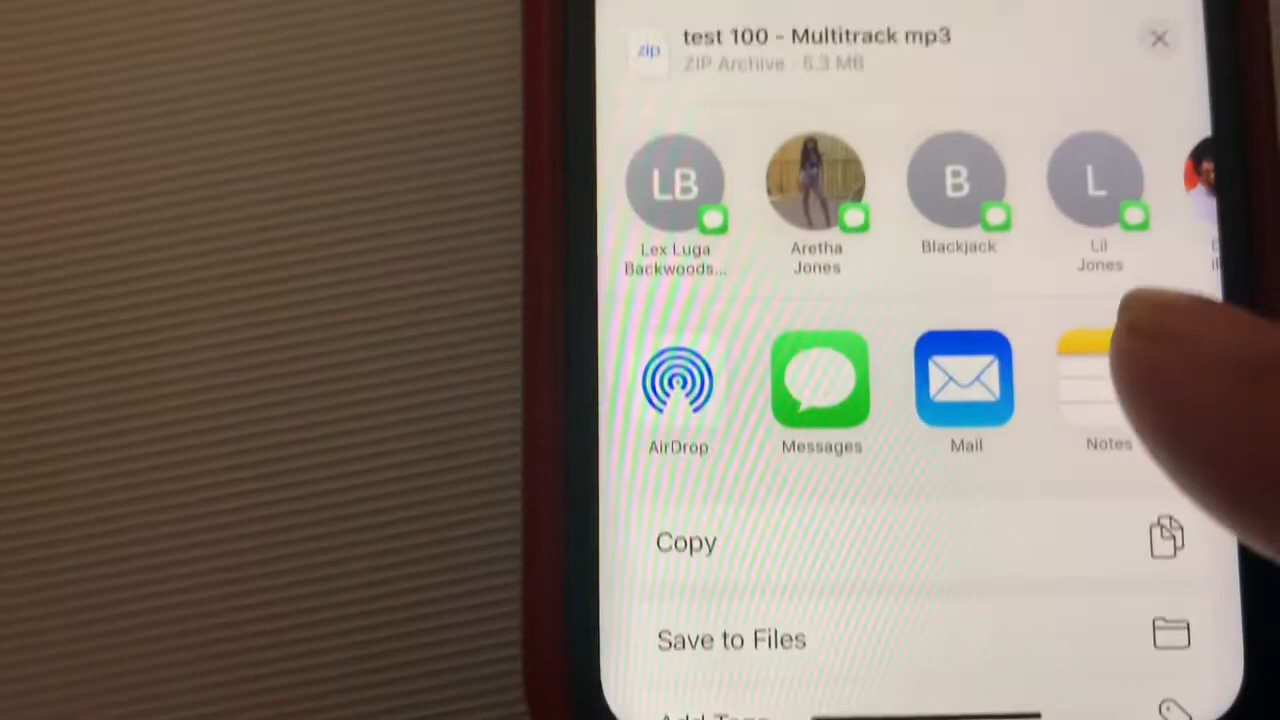 zip
test 100 - Multitrack mp3
ZIP Archive · 5.3 MB
LB
B
L
Lex Luga
Backwoods...
Aretha
Jones
Blackjack
Lil
Jones
AirDrop
Messages
Mail
Notes
Copy
Save to Files